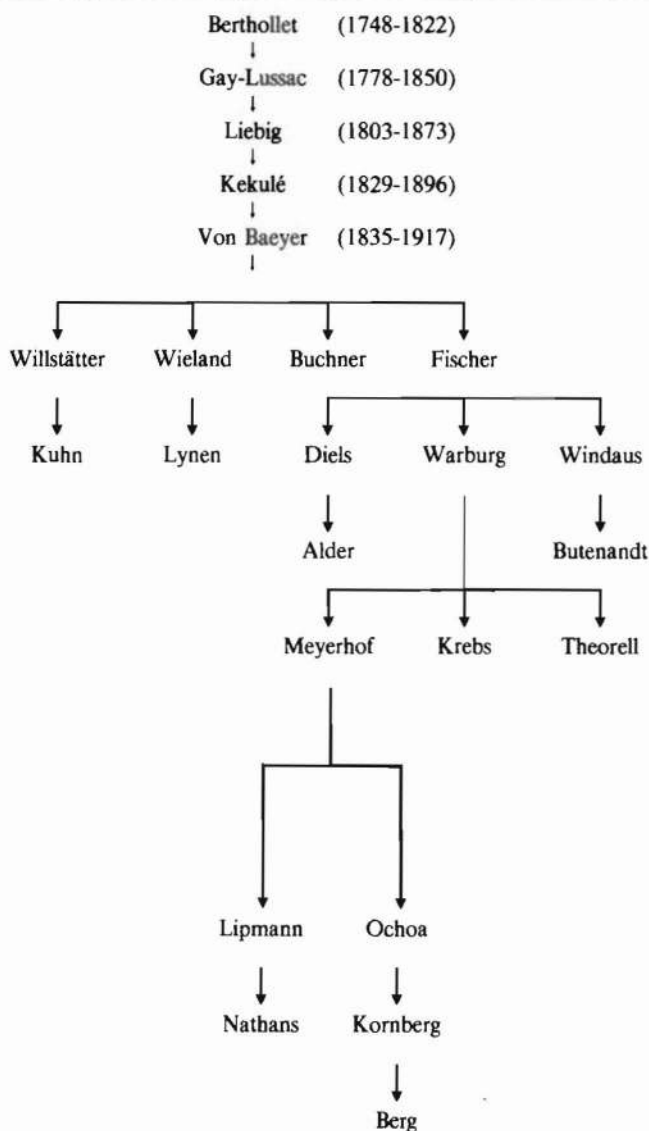 Berthollet (1748-1822)
Gay-Lussac (1778-1850)
Liebig (1803-1873)
Kekulé (1829-1896)
Von Baeyer (1835-1917)
Willstätter Wieland Buchner Fischer
Kuhn Lynen Diels Warburg Windaus
Alder Butenandt
Meyerhof Krebs Theorell
Lipmann Ochoa
Nathans Kornberg
Berg